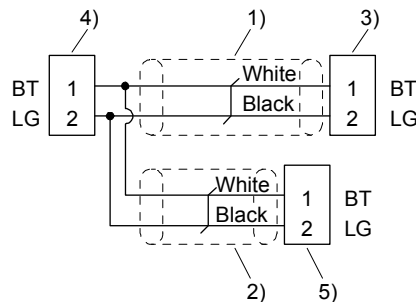 4) 1) 3)
White
BT 1 1 BT
Black
LG 2 2 LG
White
1 BT
Black
2 LG
2) 5)